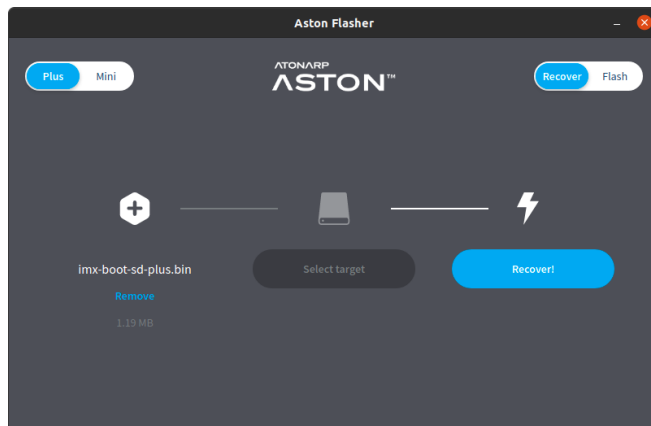 Aston Flasher
Plus Mini
ATONARP
ASTON™
Recover Flash
imx-boot-sd-plus.bin
Select target
Recover!
Remove
1.19 MB